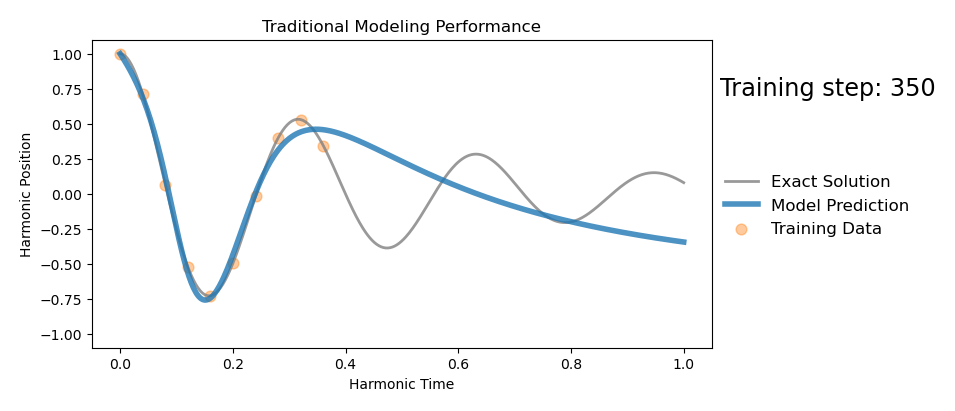 Traditional Modeling Performance
Training step: 350
1.00
0.75
0.50
0.25
0.00
−0.25
−0.50
−0.75
−1.00
Harmonic Position
0.0 0.2 0.4 0.6 0.8 1.0
Harmonic Time
Exact Solution
Model Prediction
Training Data